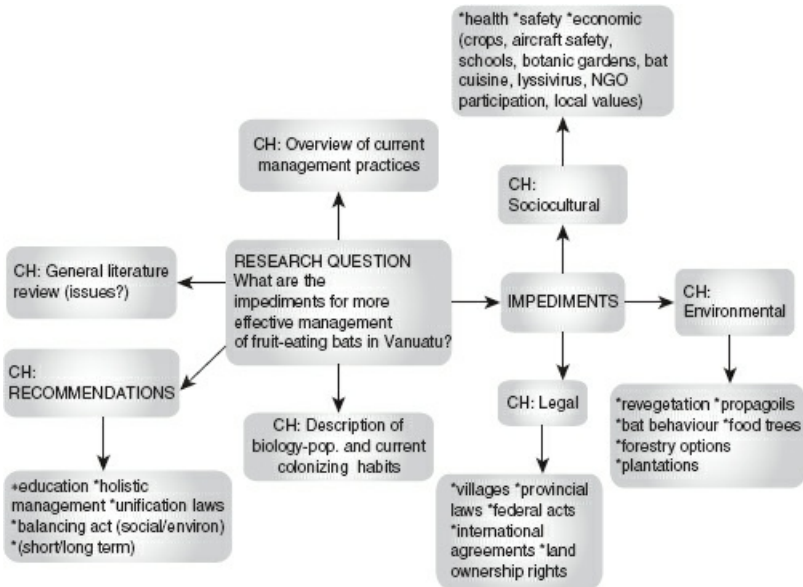 *health *safety *economic
(crops, aircraft safety,
schools, botanic gardens, bat
cuisine, lyssivirus, NGO
participation, local values)
CH: Overview of current
management practices
CH:
Sociocultural
CH: General literature
review (issues?)
RESEARCH QUESTION
What are the
impediments for more
effective management
of fruit-eating bats in Vanuatu?
IMPEDIMENTS
CH:
Environmental
CH:
RECOMMENDATIONS
CH: Description of
biology-pop. and current
colonizing habits
CH: Legal
*revegetation *propagoils
*bat behaviour *food trees
*forestry options
*plantations
*education *holistic
management *unification laws
*balancing act (social/environ)
*(short/long term)
*villages *provincial
laws *federal acts
*international
agreements *land
ownership rights